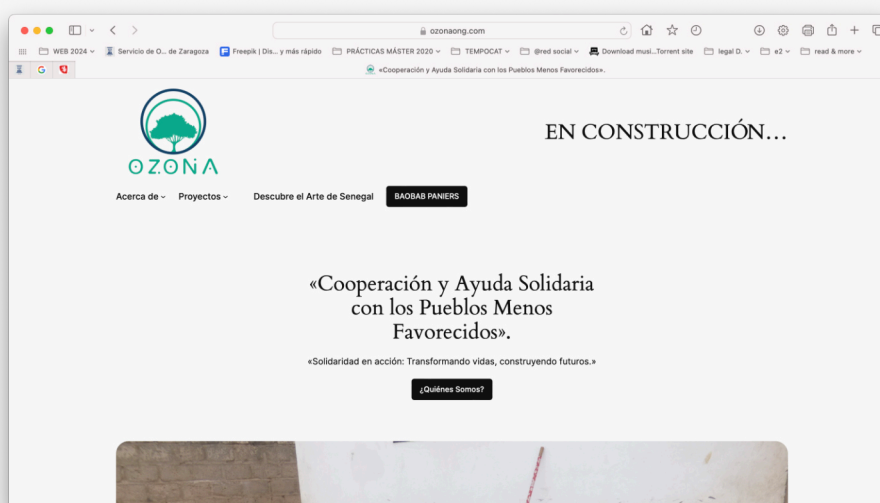 ozonaong.com
WEB 2024
Servicio de O... de Zaragoza
Freepik | Dis... y más rápido
PRÁCTICAS MÁSTER 2020
TEMPOCAT
@red social
Download musi...Torrent site
legal D.
e2
read & more
«Cooperación y Ayuda Solidaria con los Pueblos Menos Favorecidos».
OZONA
EN CONSTRUCCIÓN...
Acerca de
Proyectos
Descubre el Arte de Senegal
BAOBAB PANIERS
«Cooperación y Ayuda Solidaria
con los Pueblos Menos
Favorecidos».
«Solidaridad en acción: Transformando vidas, construyendo futuros.»
¿Quiénes Somos?